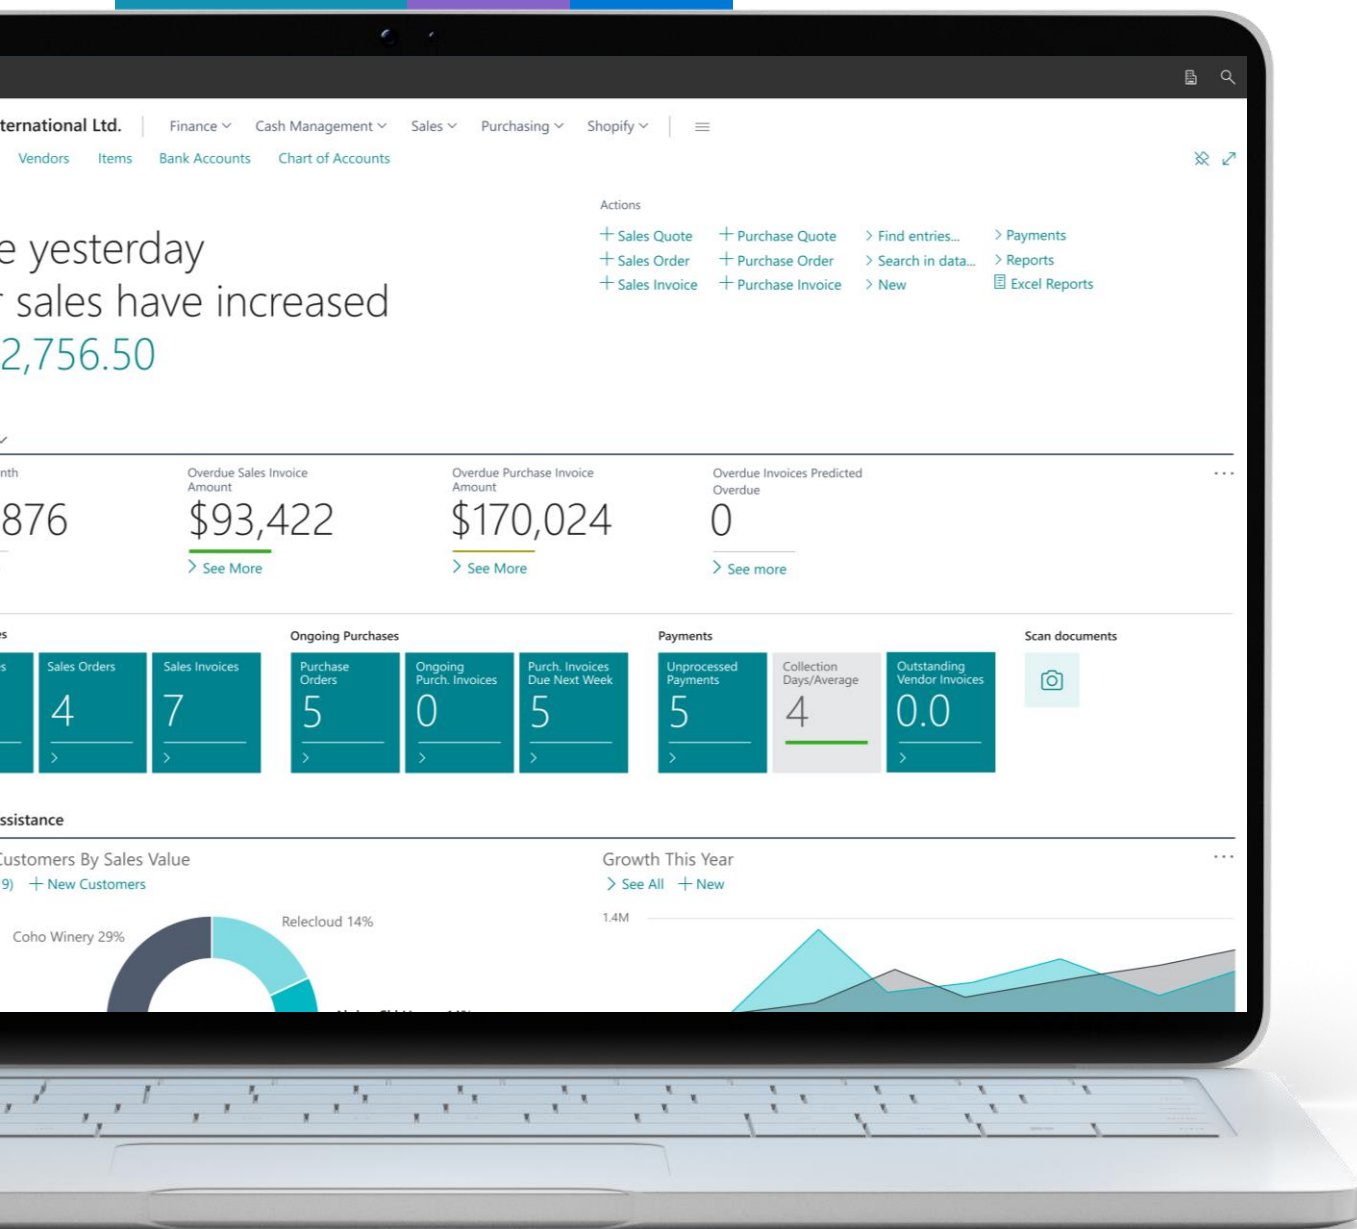 ternational Ltd. Finance Cash Management Sales Purchasing Shopify
Vendors Items Bank Accounts Chart of Accounts
Actions
+ Sales Quote + Purchase Quote > Find entries... > Payments
+ Sales Order + Purchase Order > Search in data... > Reports
+ Sales Invoice + Purchase Invoice > New Excel Reports
e yesterday
r sales have increased
2,756.50
nth
876
Overdue Sales Invoice
Amount
$93,422
> See More
Overdue Purchase Invoice
Amount
$170,024
> See More
Overdue Invoices Predicted
Overdue
0
> See more
es
Sales Orders
4
Sales Invoices
7
Ongoing Purchases
Purchase
Orders
5
Ongoing
Purch. Invoices
0
Purch. Invoices
Due Next Week
5
Payments
Unprocessed
Payments
5
Collection
Days/Average
4
Outstanding
Vendor Invoices
0.0
Scan documents
ssistance
Customers By Sales Value
9) + New Customers
Coho Winery 29%
Relecloud 14%
Growth This Year
> See All + New
1.4M